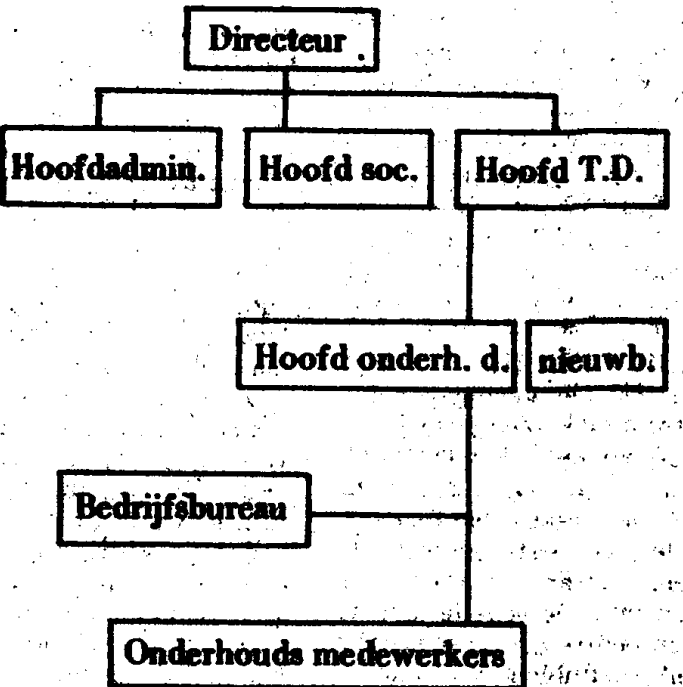 Directeur
Hoofdadmin.
Hoofd soc.
Hoofd T.D.
Hoofd onderh. d.
nieuwb.
Bedrijfsbureau
Onderhouds medewerkers